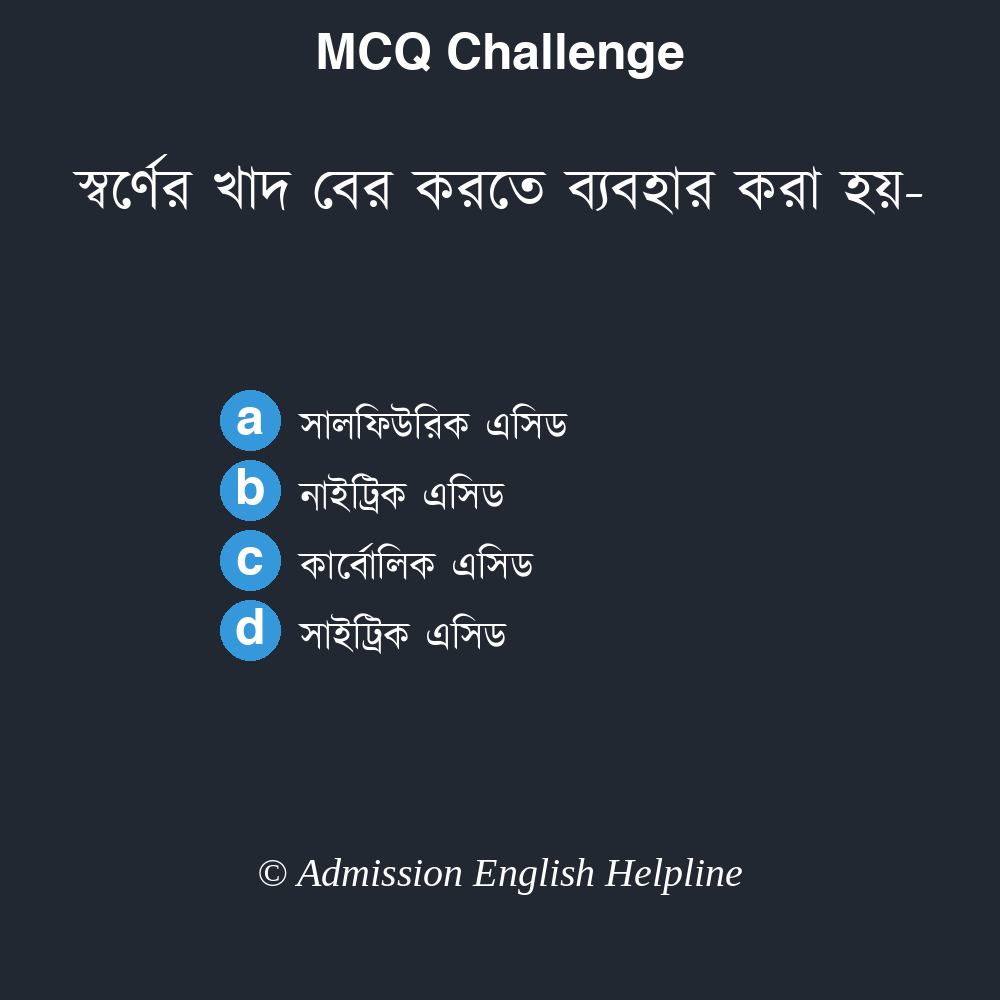 MCQ Challenge
স্বর্ণের খাদ বের করতে ব্যবহার করা হয়-
a সালফিউরিক এসিড
b নাইট্রিক এসিড
c কার্বোলিক এসিড
d সাইট্রিক এসিড
© Admission English Helpline